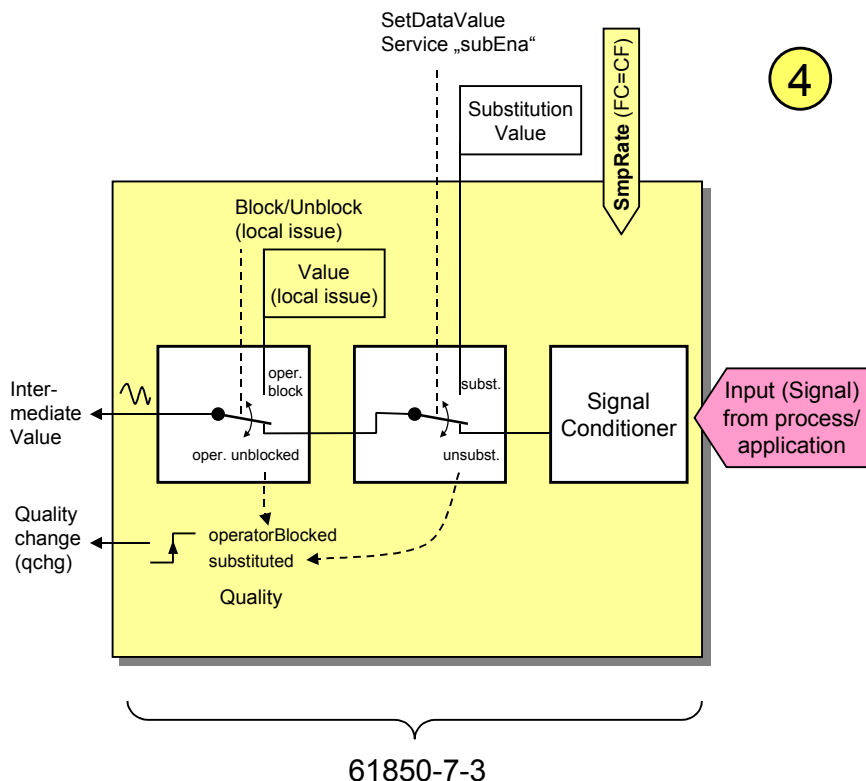 SetDataValue
Service „subEna“
4
Substitution
Value
SmpRate (FC=CF)
Block/Unblock
(local issue)
Value
(local issue)
oper.
block
subst.
Inter-
mediate
Value
Signal
Conditioner
Input (Signal)
from process/
application
oper. unblocked
unsubst.
Quality
change
(qchg)
operatorBlocked
substituted
Quality
61850-7-3